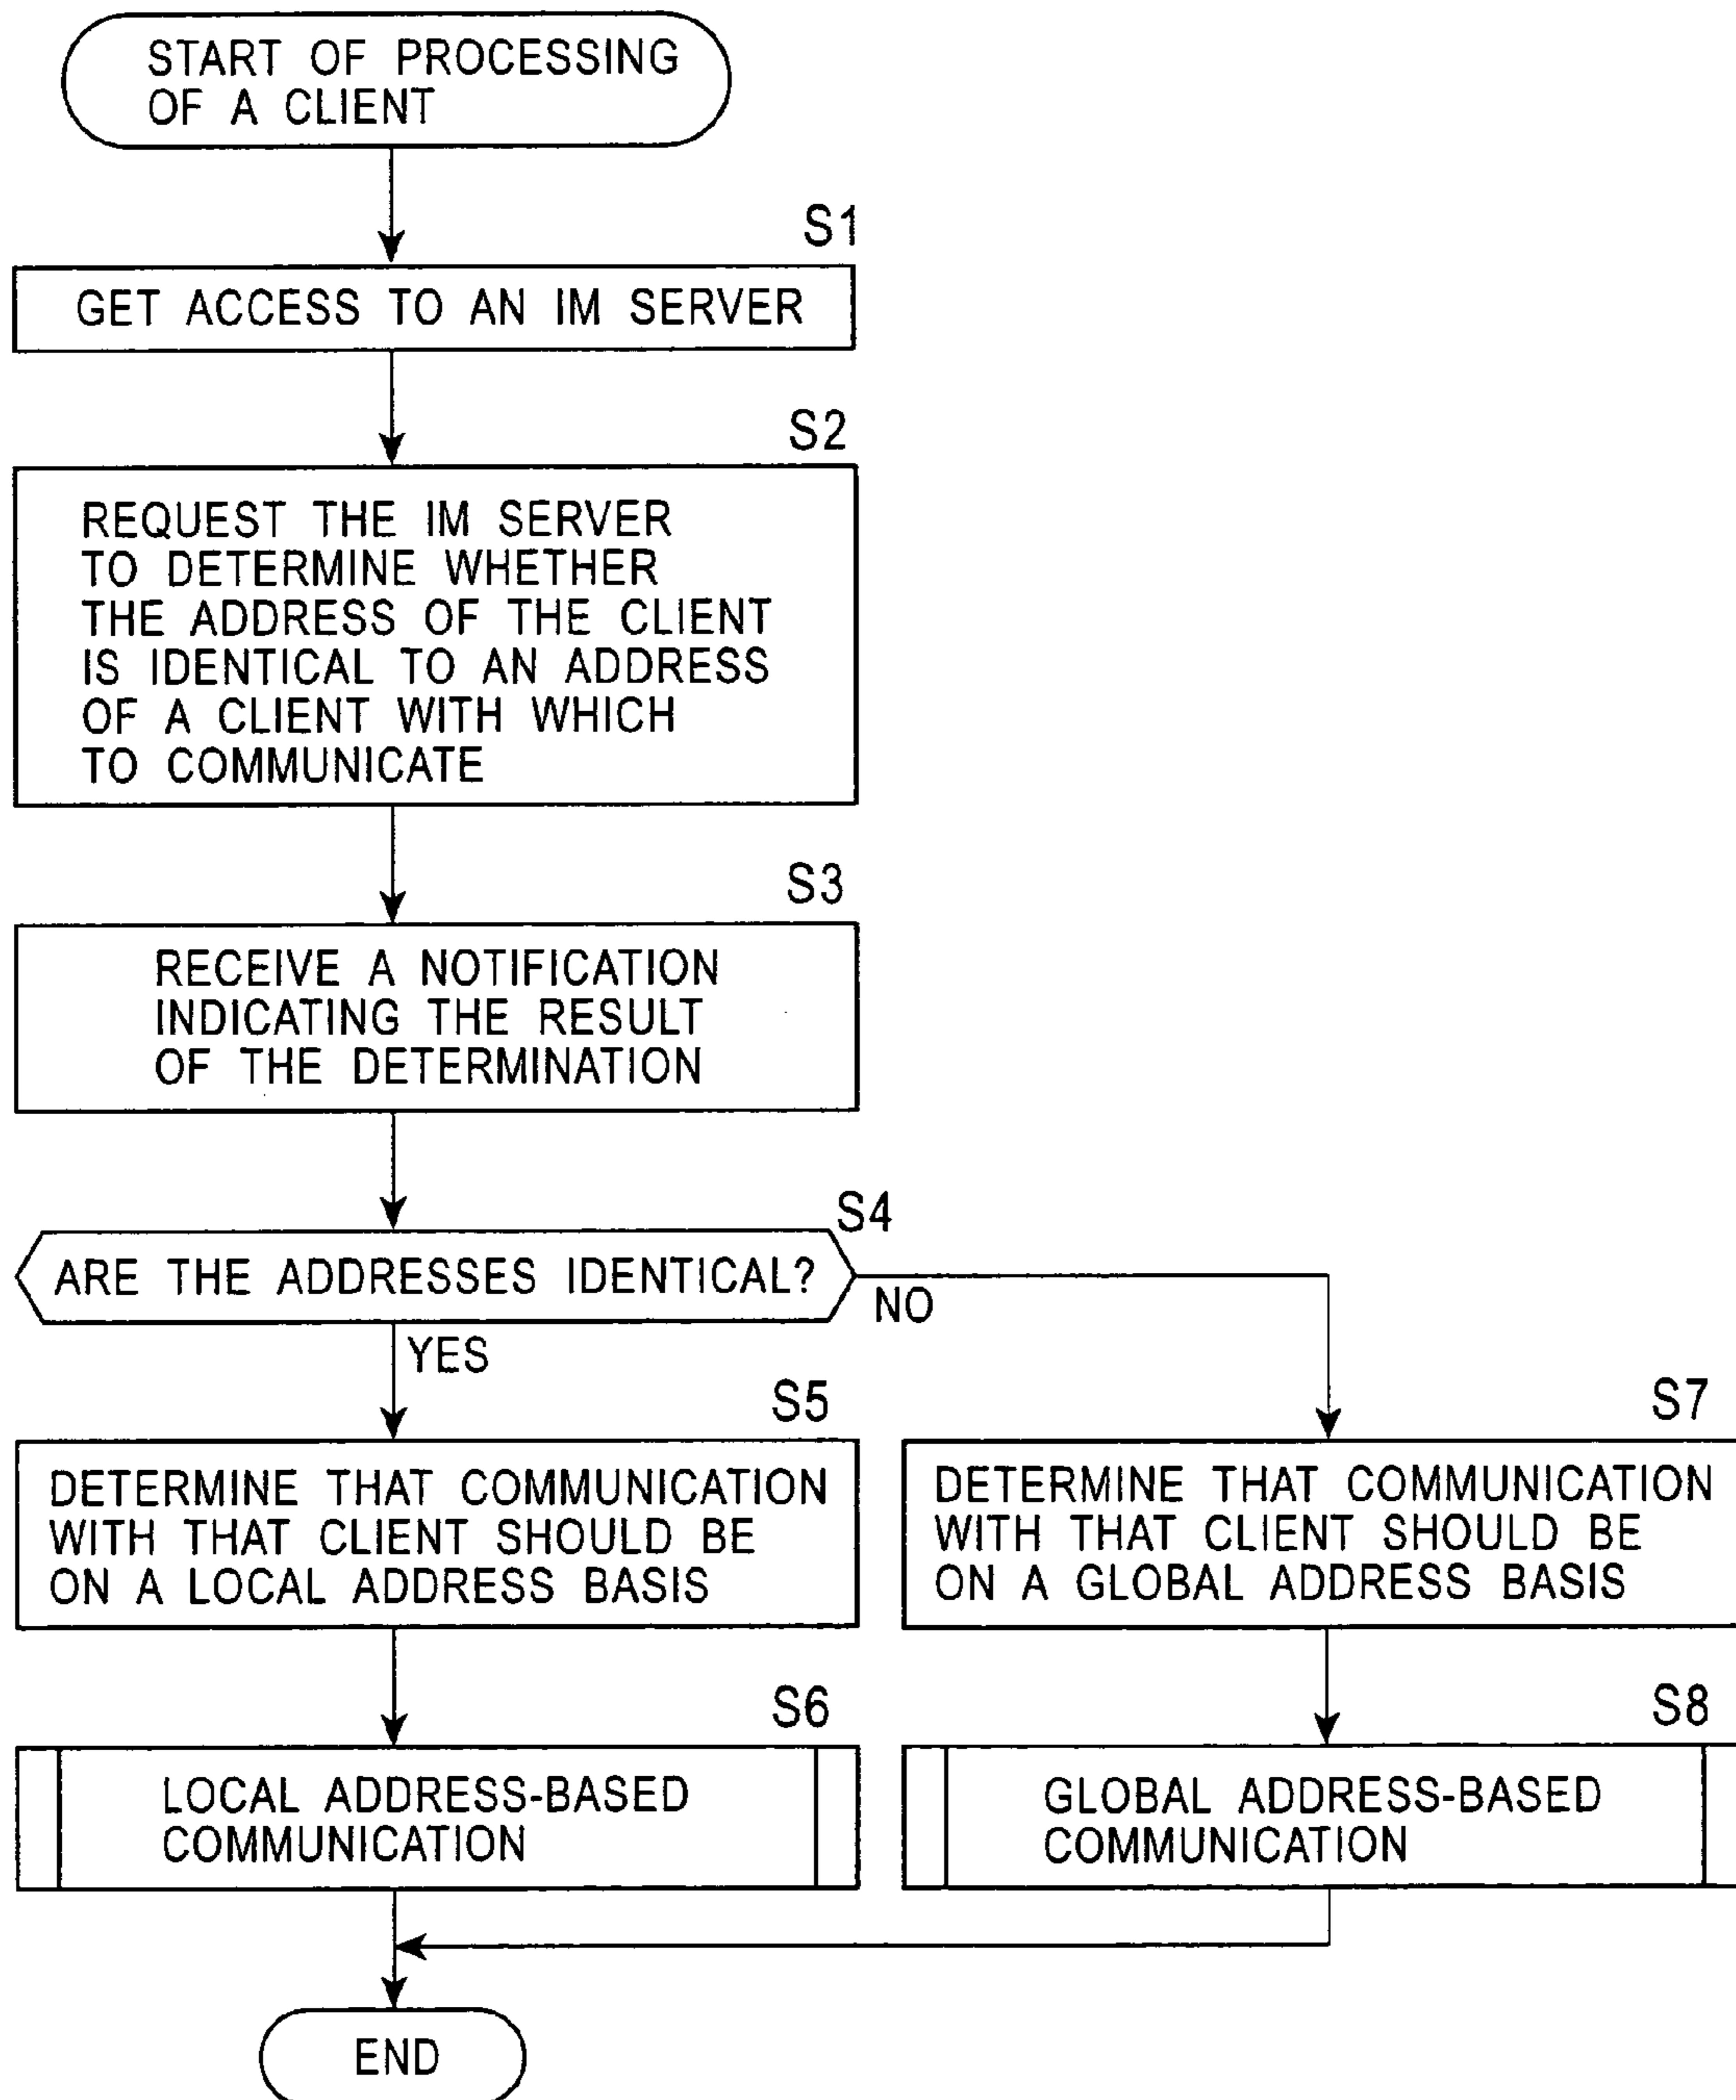 START OF PROCESSING
OF A CLIENT
S1
GET ACCESS TO AN IM SERVER
S2
REQUEST THE IM SERVER
TO DETERMINE WHETHER
THE ADDRESS OF THE CLIENT
IS IDENTICAL TO AN ADDRESS
OF A CLIENT WITH WHICH
TO COMMUNICATE
S3
RECEIVE A NOTIFICATION
INDICATING THE RESULT
OF THE DETERMINATION
S4
ARE THE ADDRESSES IDENTICAL?
NO
YES
S5
DETERMINE THAT COMMUNICATION
WITH THAT CLIENT SHOULD BE
ON A LOCAL ADDRESS BASIS
S7
DETERMINE THAT COMMUNICATION
WITH THAT CLIENT SHOULD BE
ON A GLOBAL ADDRESS BASIS
S6
LOCAL ADDRESS-BASED
COMMUNICATION
S8
GLOBAL ADDRESS-BASED
COMMUNICATION
END